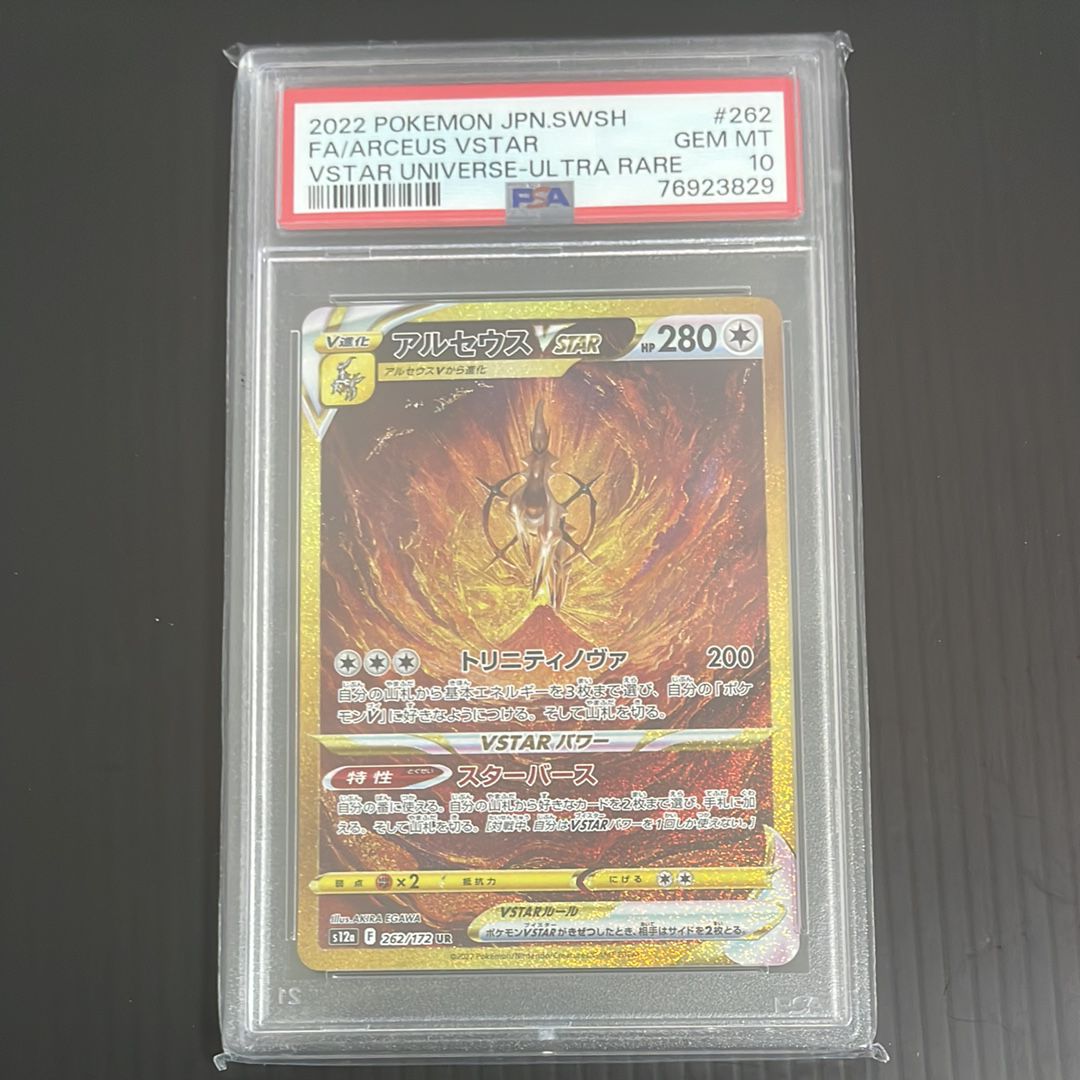 2022 POKEMON JPN.SWSH #262
FA/ARCEUS VSTAR GEM MT
VSTAR UNIVERSE-ULTRA RARE 10
76923829
PSA
V進化 アルセウス VSTAR HP 280
アルセウスVから進化
トリニティノヴァ 200
自分の山札から基本エネルギーを3枚まで選び、自分の「ポケ
モンV」に好きなようにつける。そして山札を切る。
VSTARパワー
特性 スターバース
自分の番に使える。自分の山札から好きなカードを2枚まで選び、手札に加
える。そして山札を切る。[対戦中、自分はVSTARパワーを1回しか使えない。]
弱点 ×2 抵抗力 にげる
Illus. AKIRA EGAWA
VSTARルール
ポケモンVSTARがきぜつしたとき、相手はサイドを2枚とる。
s12a F 262/172 UR
©2022 Pokémon/Nintendo/Creatures/GAME FREAK